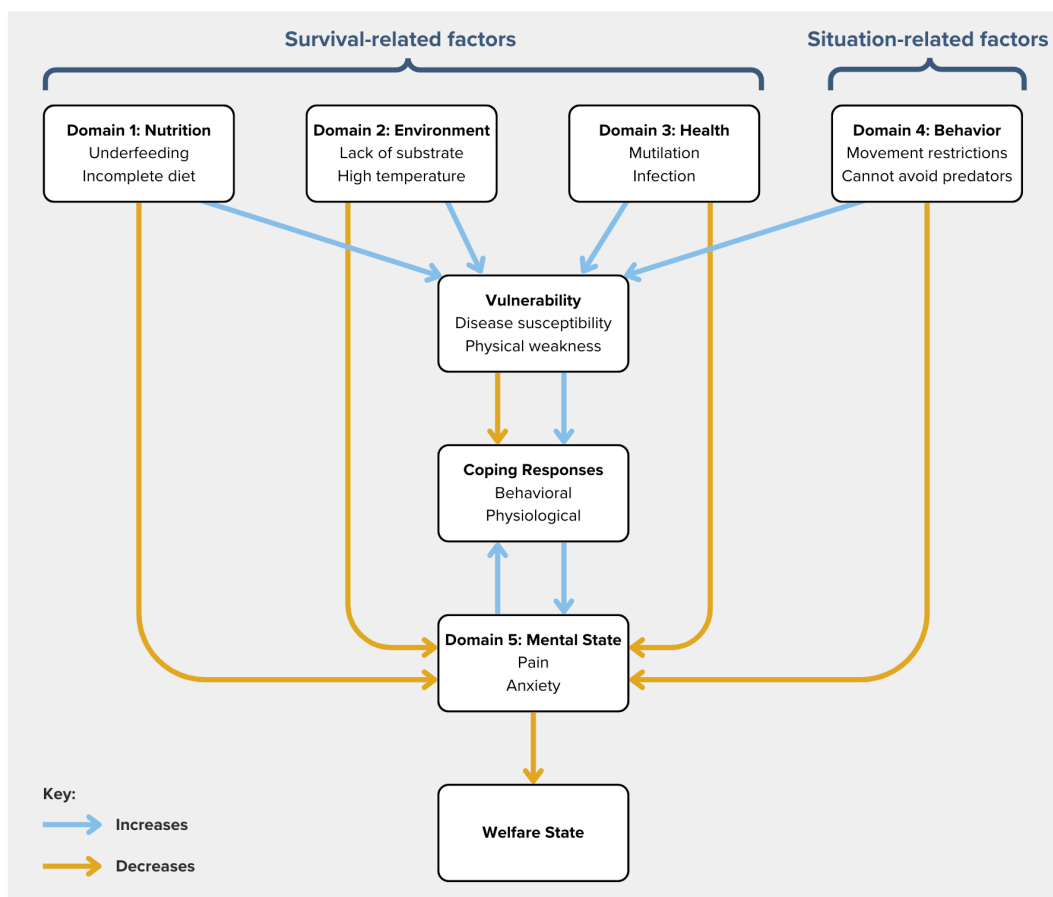 Survival-related factors
Situation-related factors
Domain 1: Nutrition
Underfeeding
Incomplete diet
Domain 2: Environment
Lack of substrate
High temperature
Domain 3: Health
Mutilation
Infection
Domain 4: Behavior
Movement restrictions
Cannot avoid predators
Vulnerability
Disease susceptibility
Physical weakness
Coping Responses
Behavioral
Physiological
Domain 5: Mental State
Pain
Anxiety
Welfare State
Key:
Increases
Decreases